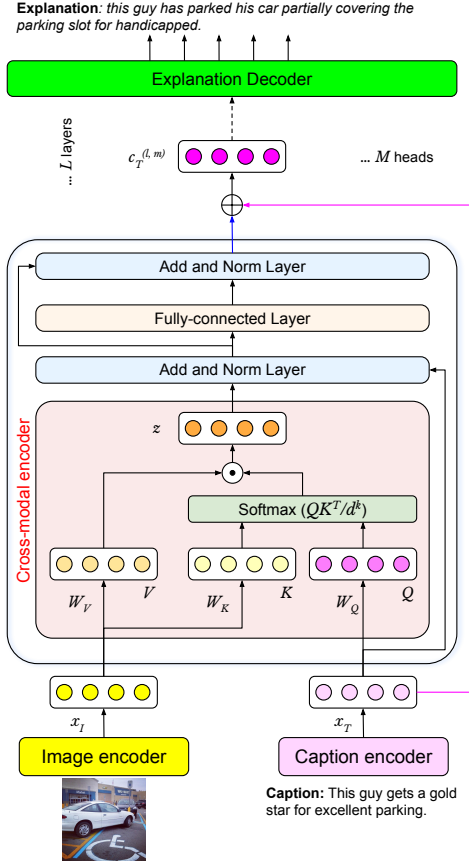 Explanation: this guy has parked his car partially covering the
parking slot for handicapped.
Explanation Decoder
... L layers
c_T^(l, m)
... M heads
Add and Norm Layer
Fully-connected Layer
Add and Norm Layer
Cross-modal encoder
z
Softmax (QK^T/d^k)
V
K
Q
W_V
W_K
W_Q
x_I
x_T
Image encoder
Caption encoder
Caption: This guy gets a gold
star for excellent parking.